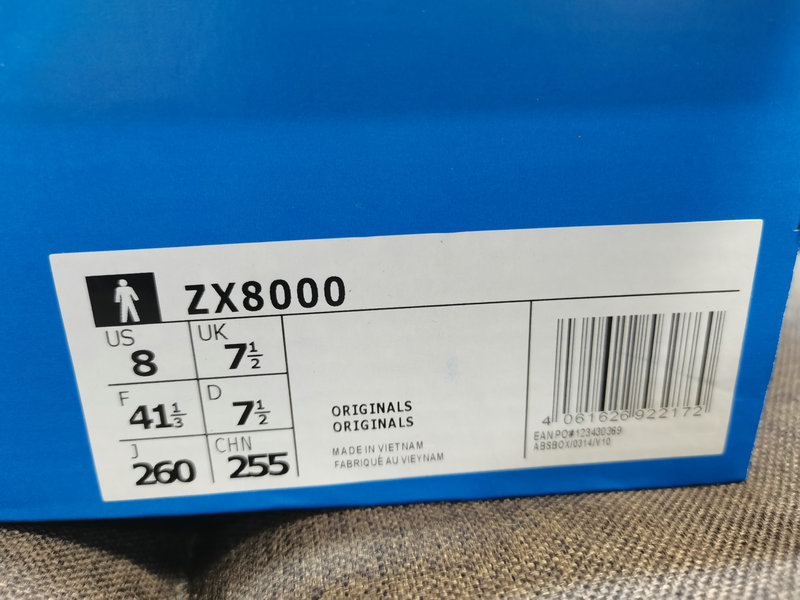 ZX8000
US 8 UK 7½
F 41⅓ D 7½
J 260 CHN 255
ORIGINALS
ORIGINALS
MADE IN VIETNAM
FABRIQUÉ AU VIEYNAM
4 061626 922172
EAN PO#123430369
ABSBOX/0314/V10